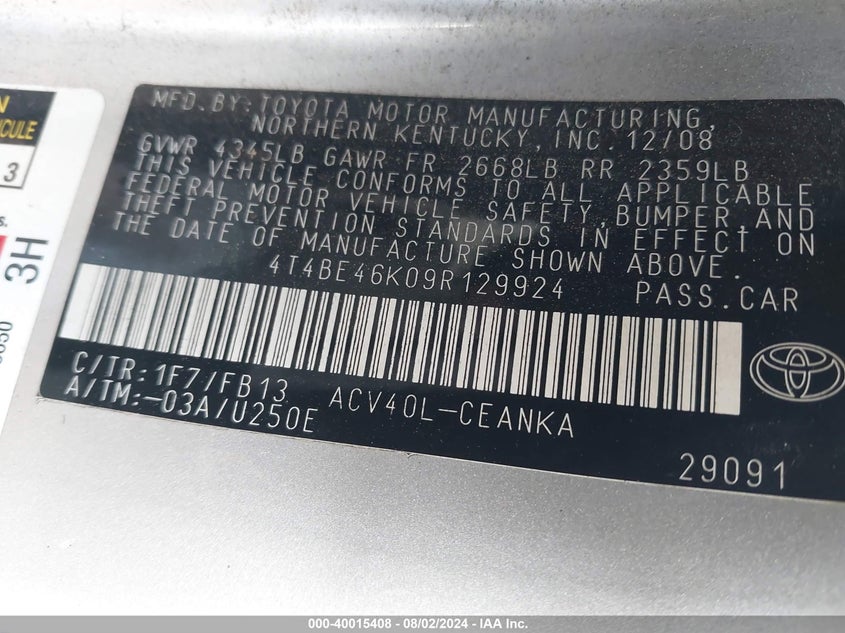 N
HICULE
3
s.
3H
MFD.BY:TOYOTA MOTOR MANUFACTURING,
NORTHERN KENTUCKY,INC.12/08
GVWR 4345LB GAWR FR 2668LB RR 2359LB
THIS VEHICLE CONFORMS TO ALL APPLICABLE
FEDERAL MOTOR VEHICLE SAFETY,BUMPER,AND
THEFT PREVENTION STANDARDS IN EFFECT ON
THE DATE OF MANUFACTURE SHOWN ABOVE.
4T4BE46K09R129924 PASS.CAR
C/TR:1F7/FB13
A/TM:-03A/U250E
ACV40L-CEANKA
29091
000-40015408 - 08/02/2024 - IAA Inc.